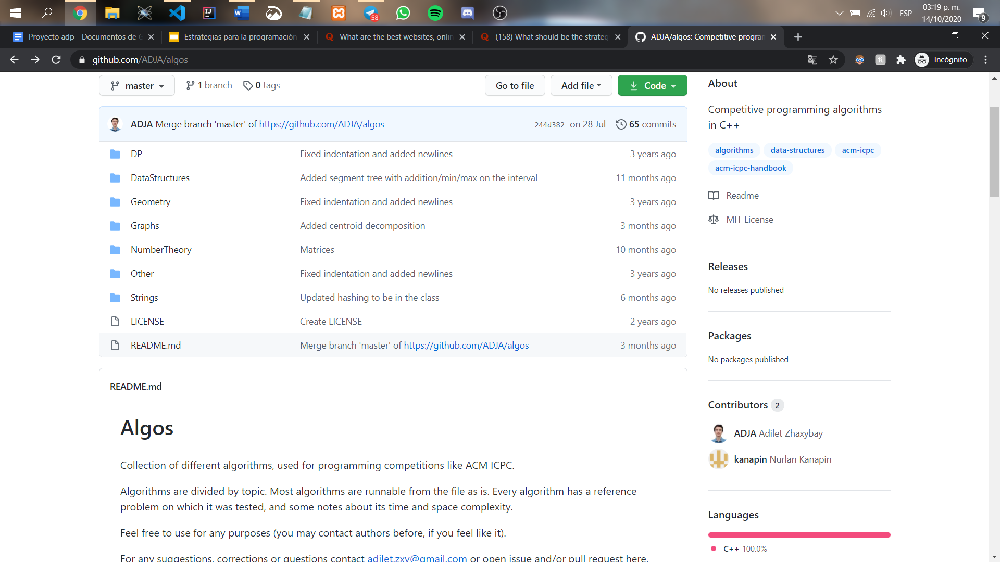 03:19 p. m.
58
ESP
14/10/2020
9
Proyecto adp - Documentos de G
Estrategias para la programación
What are the best websites, onlin
(158) What should be the strateg
ADJA/algos: Competitive program
github.com/ADJA/algos
Incógnito
master
1 branch
0 tags
Go to file
Add file
Code
About
Competitive programming algorithms
in C++
ADJA Merge branch 'master' of https://github.com/ADJA/algos
244d382 on 28 Jul
65 commits
algorithms
data-structures
acm-icpc
acm-icpc-handbook
DP
Fixed indentation and added newlines
3 years ago
DataStructures
Added segment tree with addition/min/max on the interval
11 months ago
Geometry
Fixed indentation and added newlines
3 years ago
Readme
Graphs
Added centroid decomposition
3 months ago
MIT License
NumberTheory
Matrices
10 months ago
Other
Fixed indentation and added newlines
3 years ago
Releases
No releases published
Strings
Updated hashing to be in the class
6 months ago
LICENSE
Create LICENSE
2 years ago
README.md
Merge branch 'master' of https://github.com/ADJA/algos
3 months ago
Packages
No packages published
README.md
Algos
Collection of different algorithms, used for programming competitions like ACM ICPC.
Algorithms are divided by topic. Most algorithms are runnable from the file as is. Every algorithm has a reference
problem on which it was tested, and some notes about its time and space complexity.
Feel free to use for any purposes (you may contact authors before, if you feel like it).
For any suggestions, corrections or questions contact adilet.zxy@gmail.com or open issue and/or pull request here.
Contributors 2
ADJA Adilet Zhaxybay
kanapin Nurlan Kanapin
Languages
C++ 100.0%